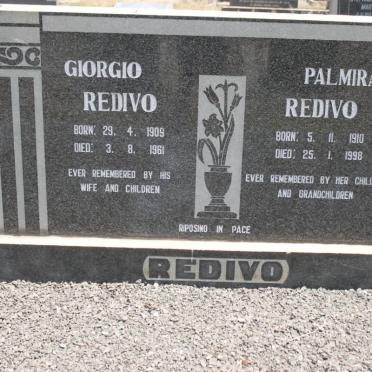 GIORGIO
REDIVO
BORN: 29. 4. 1909
DIED: 3. 8. 1961
EVER REMEMBERED BY HIS
WIFE AND CHILDREN
PALMIRA
REDIVO
BORN: 5. 11. 1910
DIED: 25. 1. 1998
EVER REMEMBERED BY HER
AND GRANDCHILDREN
RIPOSINO IN PACE
REDIVO